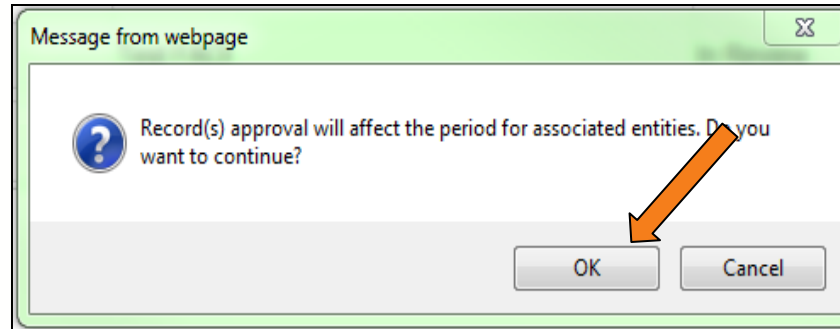 Message from webpage
Record(s) approval will affect the period for associated entities. Do you
want to continue?
OK
Cancel